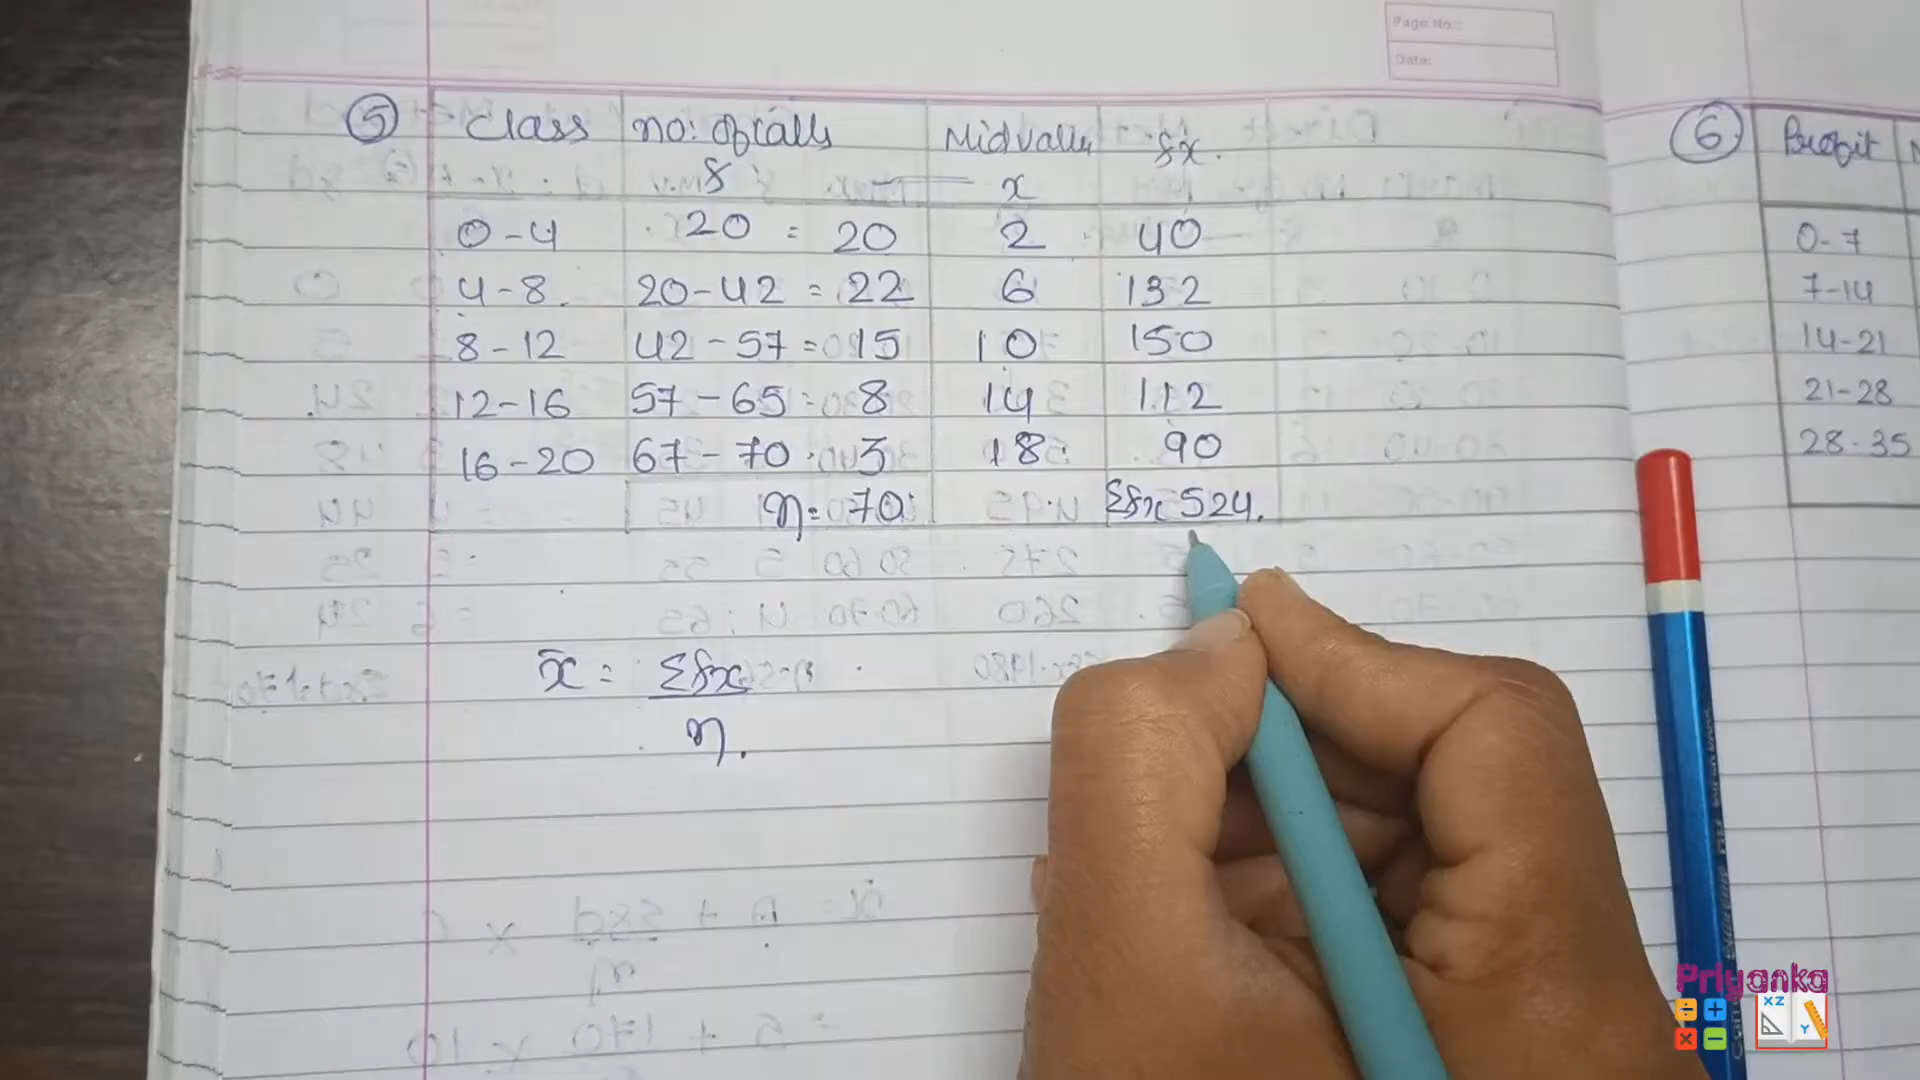 Page No.:
Date:
5 Class no: of calls Midvalue fx.
f x
0-4 20 = 20 2 40
4-8. 20-42 = 22 6 132
8-12 42-57 = 15 10 150
12-16 57-65 = 8 14 112
16-20 67-70 . 3 18 90
n = 70 Σfx 524.
x̄ = Σfx
n.
6 Profit
0-7
7-14
14-21
21-28
28-35
Priyanka
XZ
Y